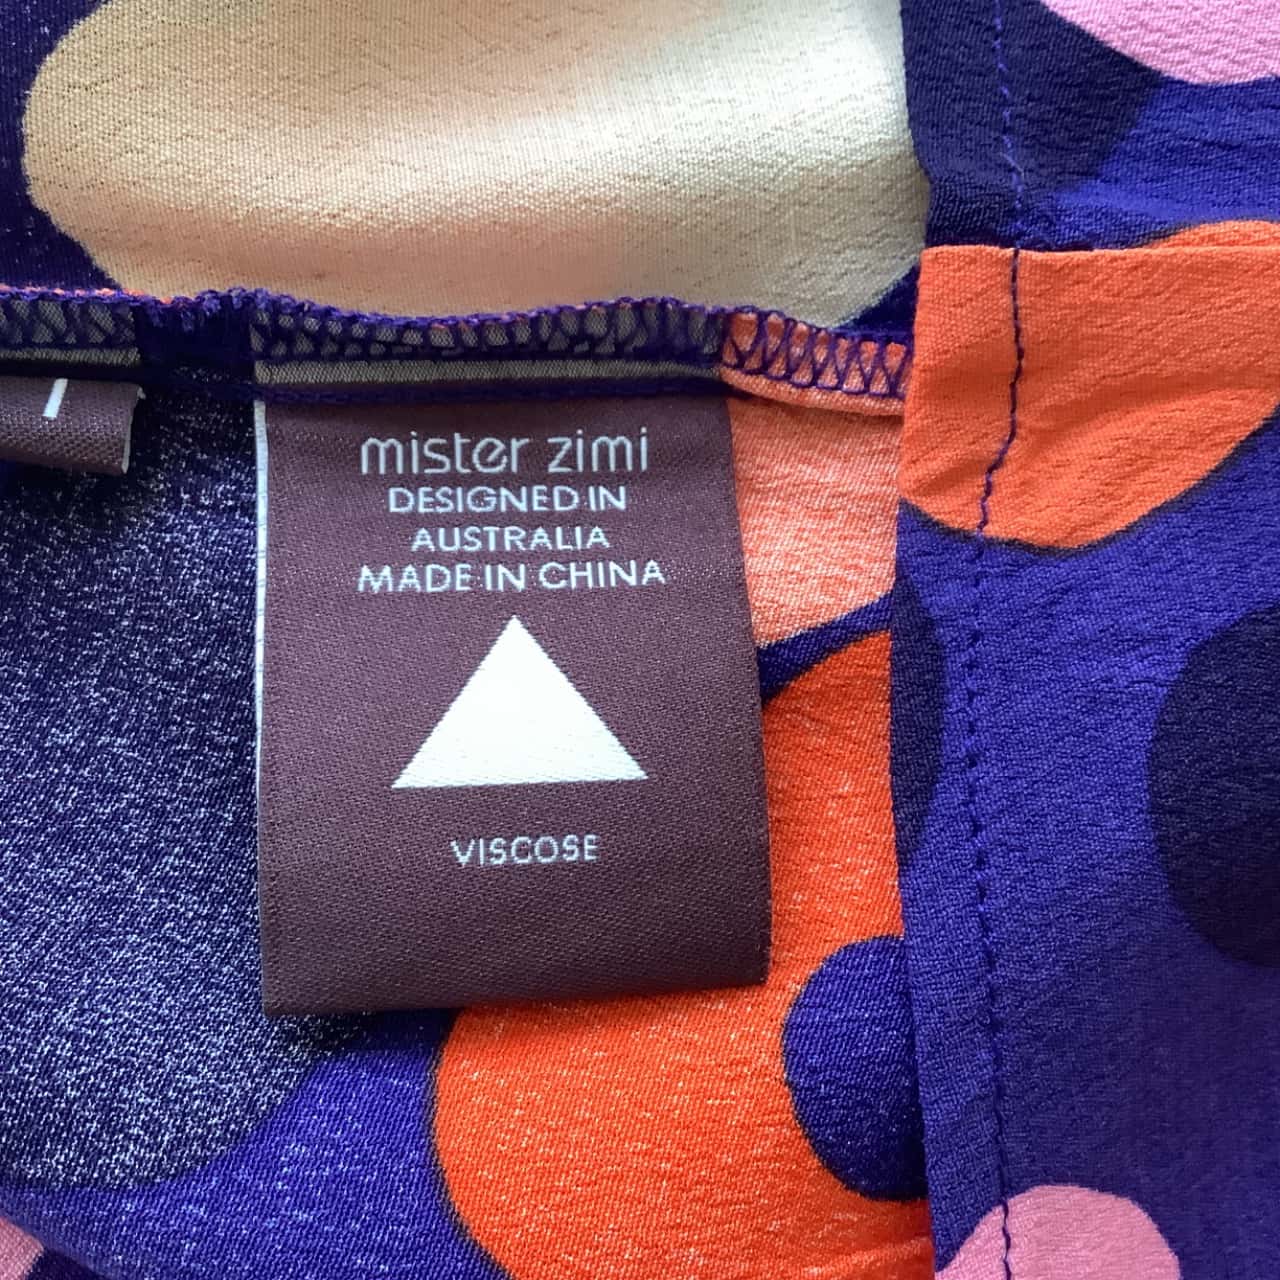 mister zimi
DESIGNED IN
AUSTRALIA
MADE IN CHINA
VISCOSE